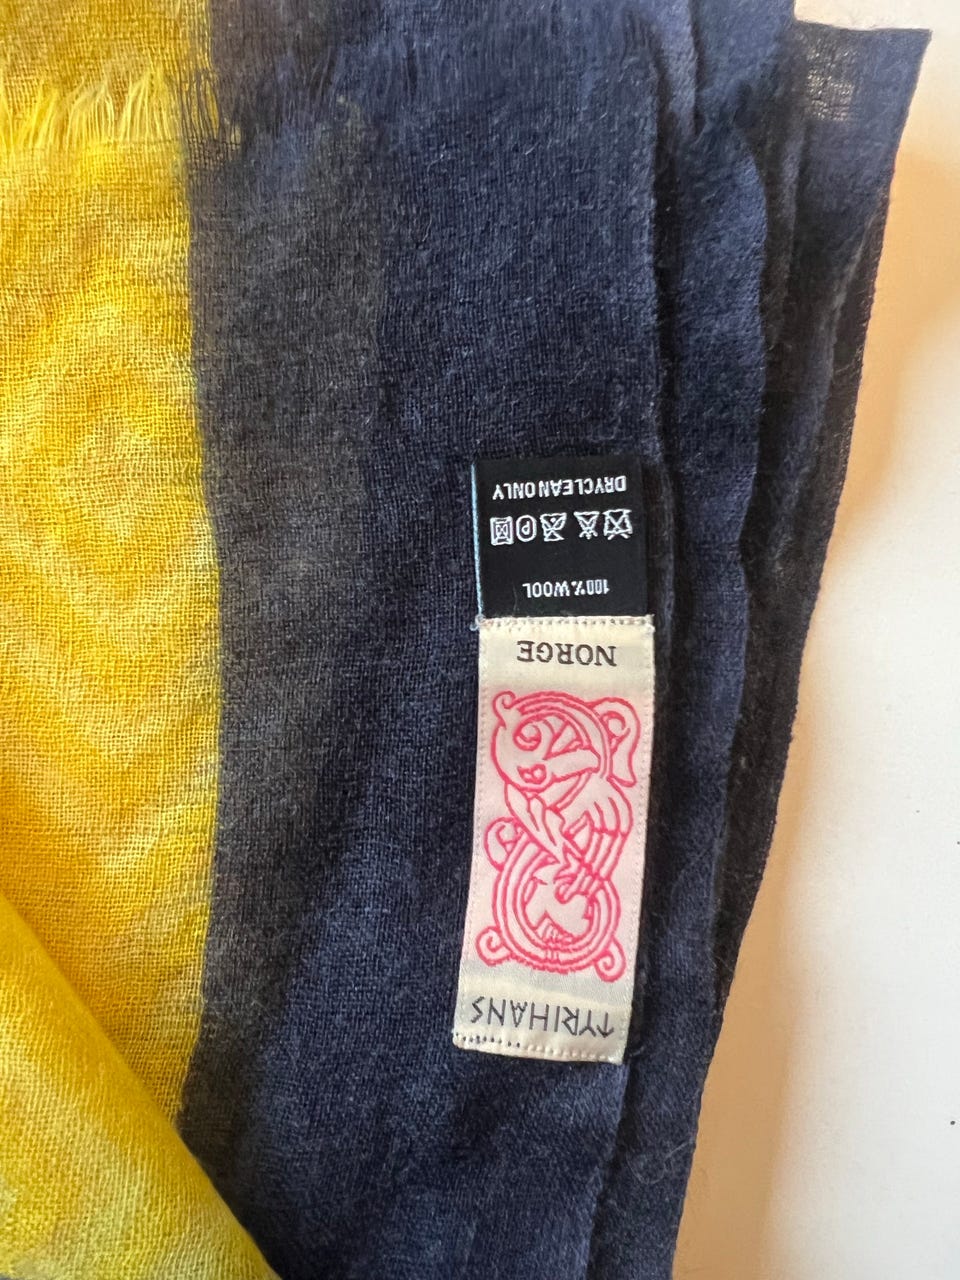 TYRIHANS
NORGE
100% WOOL
P
DRYCLEAN ONLY